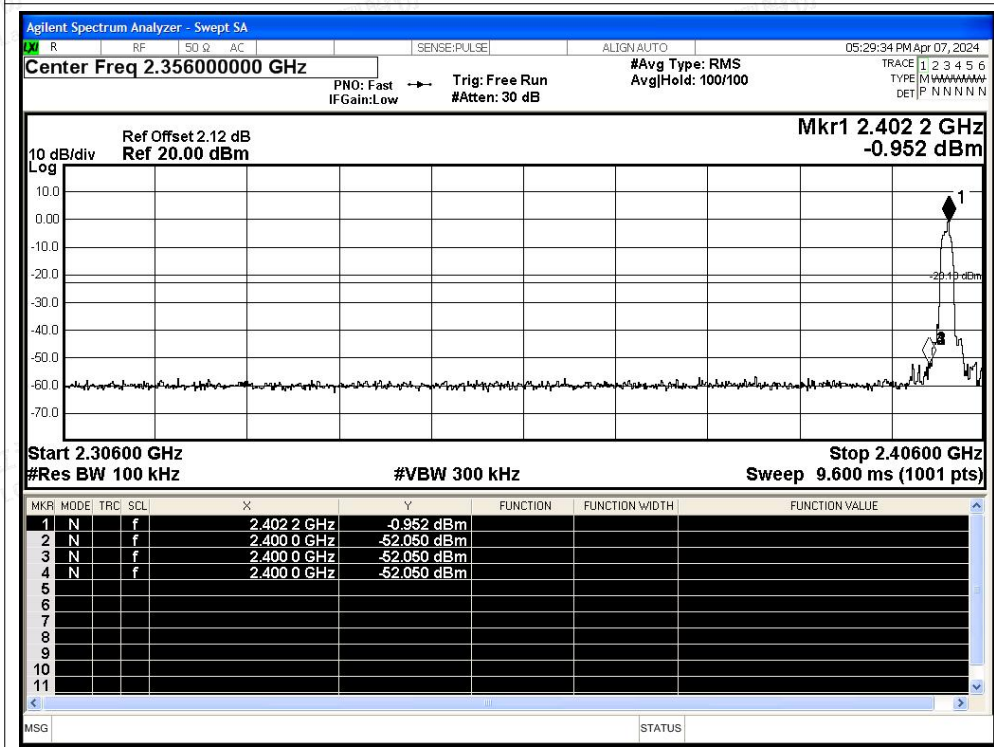 Agilent Spectrum Analyzer - Swept SA
LXI R RF 50 Ω AC SENSE:PULSE ALIGN AUTO 05:29:34 PM Apr 07, 2024
Center Freq 2.356000000 GHz
PNO: Fast
IFGain:Low
Trig: Free Run
#Atten: 30 dB
#Avg Type: RMS
Avg|Hold: 100/100
TRACE 1 2 3 4 5 6
TYPE M W W W W W
DET P N N N N N
Ref Offset 2.12 dB
10 dB/div Ref 20.00 dBm
Log
Mkr1 2.402 2 GHz
-0.952 dBm
10.0
0.00
-10.0
-20.0
-30.0
-40.0
-50.0
-60.0
-70.0
1
Start 2.30600 GHz Stop 2.40600 GHz
#Res BW 100 kHz #VBW 300 kHz Sweep 9.600 ms (1001 pts)
MKR MODE TRC SCL X Y FUNCTION FUNCTION WIDTH FUNCTION VALUE
1 N f 2.402 2 GHz -0.952 dBm
2 N f 2.400 0 GHz -52.050 dBm
3 N f 2.400 0 GHz -52.050 dBm
4 N f 2.400 0 GHz -52.050 dBm
5
6
7
8
9
10
11
MSG STATUS